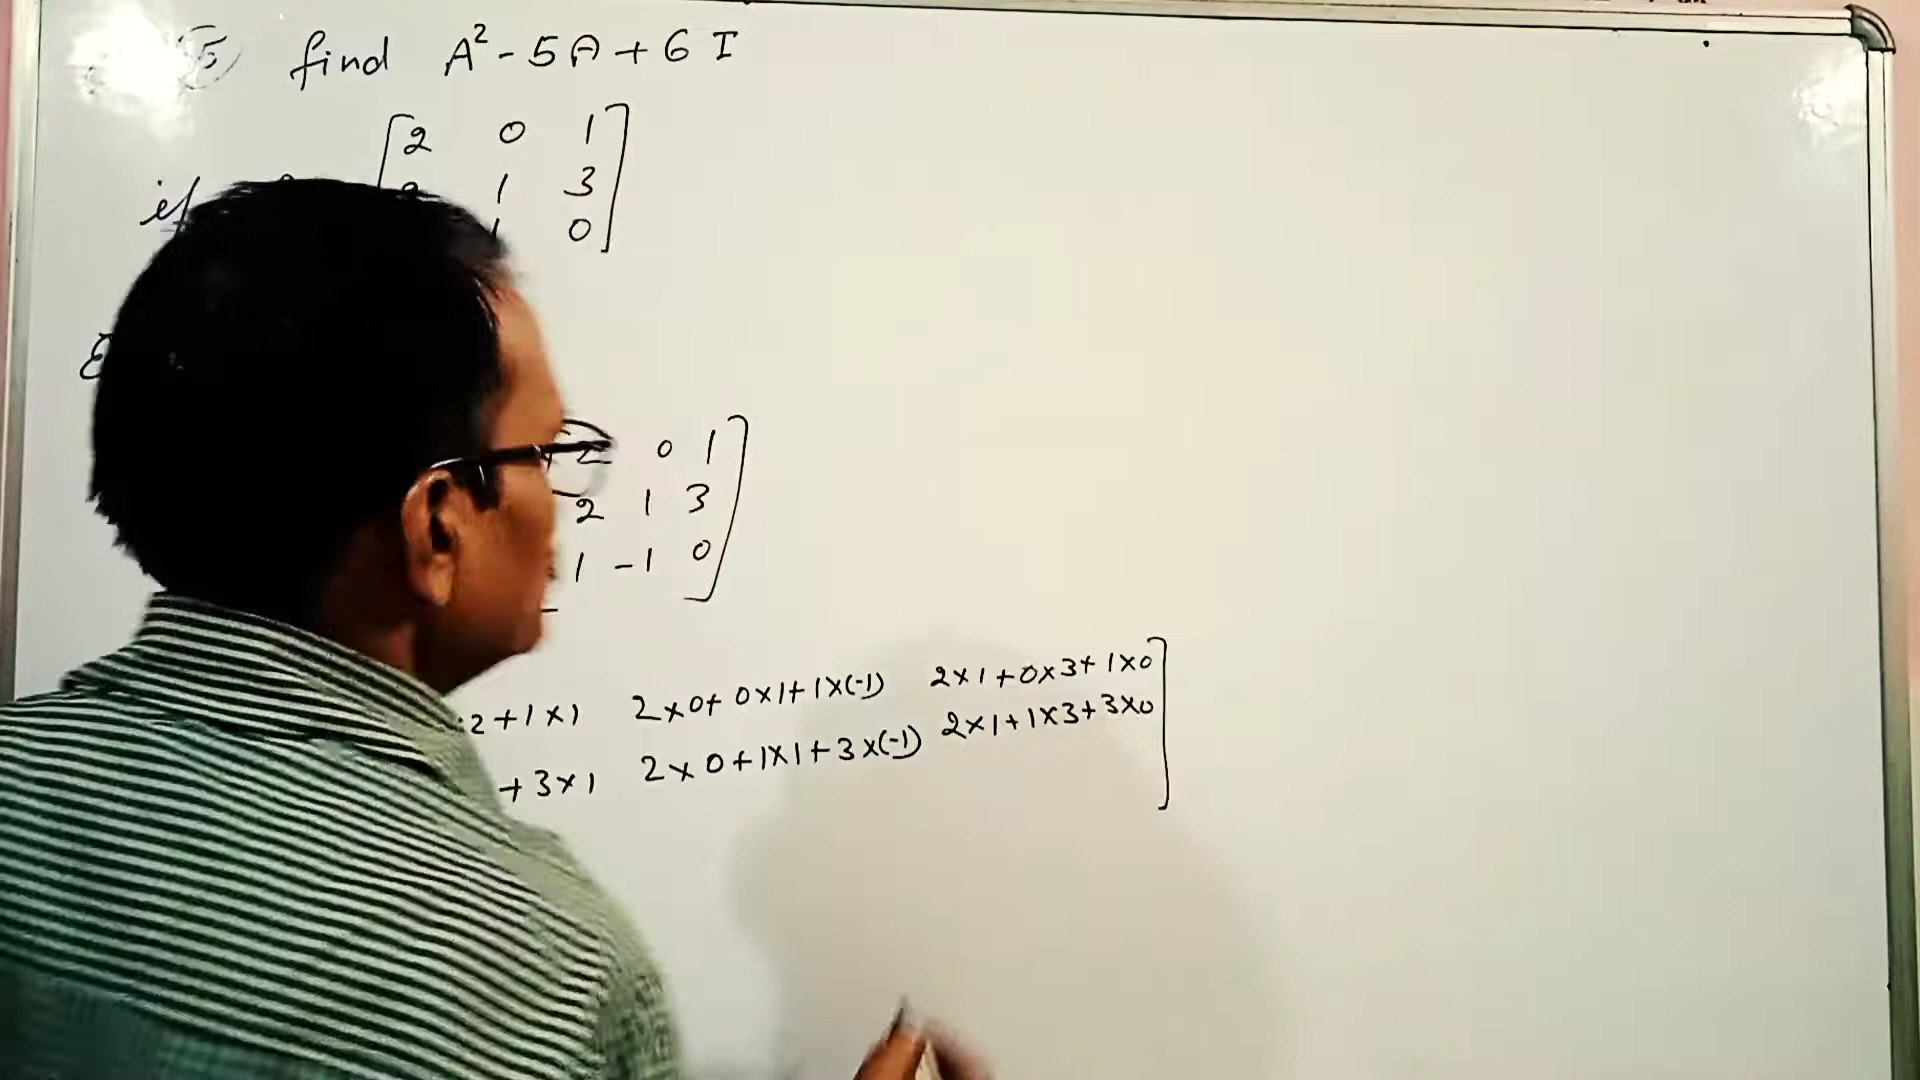 5 find A² - 5A + 6 I
2 0 1
if 1 3
1 0
0 1
2 1 3
1 -1 0
2+1×1 2×0+0×1+1×(-1) 2×1+0×3+1×0
+3×1 2×0+1×1+3×(-1) 2×1+1×3+3×0